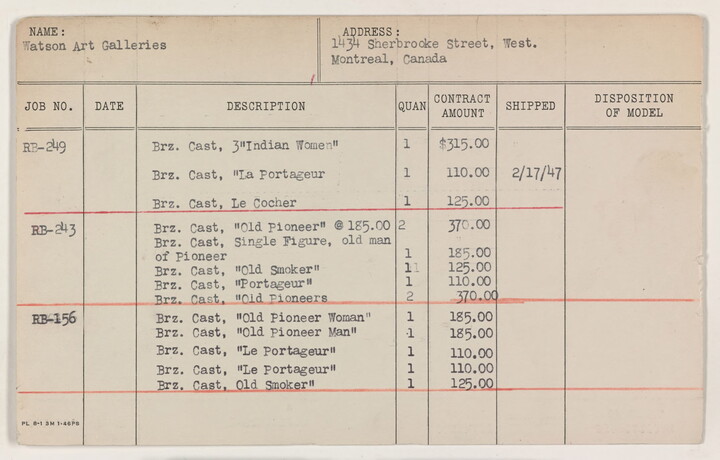 NAME:
Watson Art Galleries
ADDRESS:
1434 Sherbrooke Street, West.
Montreal, Canada
JOB NO. DATE DESCRIPTION QUAN CONTRACT AMOUNT SHIPPED DISPOSITION OF MODEL
RB-249 Brz. Cast, 3"Indian Women" 1 $315.00
Brz. Cast, "La Portageur 1 110.00 2/17/47
Brz. Cast, Le Cocher 1 125.00
RB-243 Brz. Cast, "Old Pioneer" @ 185.00 2 370.00
Brz. Cast, Single Figure, old man
of Pioneer 1 185.00
Brz. Cast, "Old Smoker" 1 125.00
Brz. Cast, "Portageur" 1 110.00
Brz. Cast, "Old Pioneers 2 370.00
RB-156 Brz. Cast, "Old Pioneer Woman" 1 185.00
Brz. Cast, "Old Pioneer Man" 1 185.00
Brz. Cast, "Le Portageur" 1 110.00
Brz. Cast, "Le Portageur" 1 110.00
Brz. Cast, Old Smoker" 1 125.00